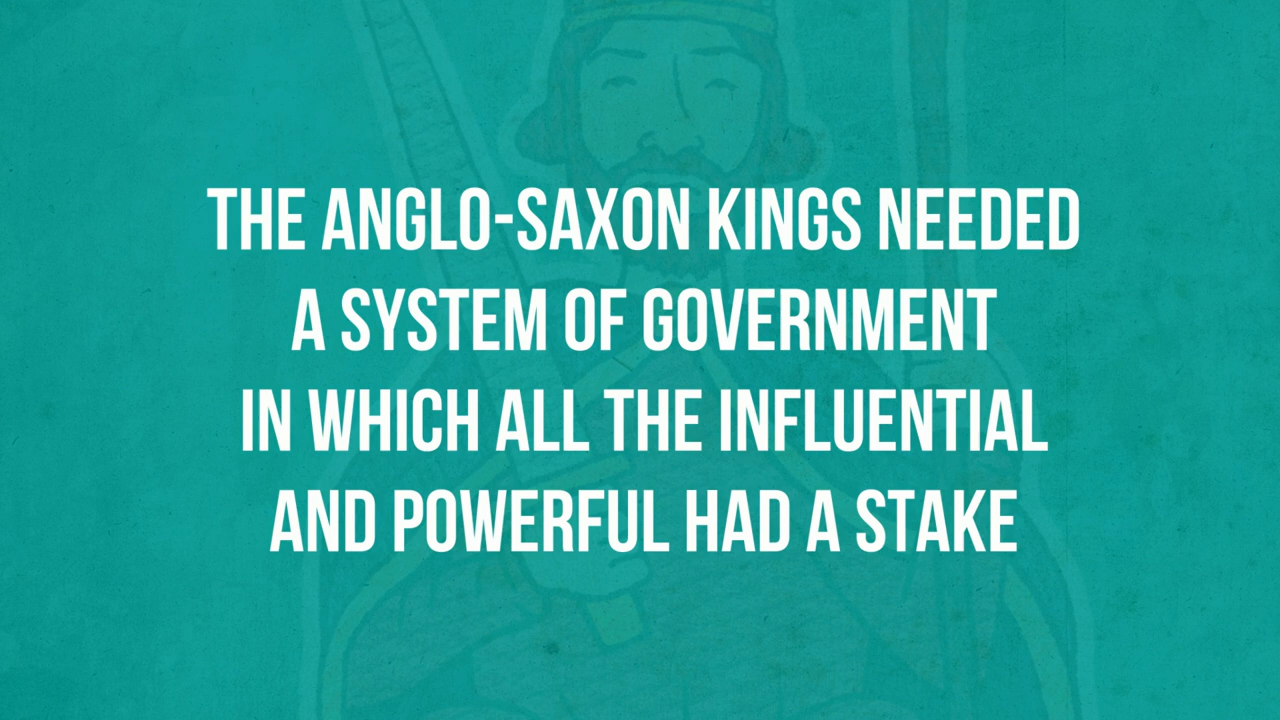 THE ANGLO-SAXON KINGS NEEDED
A SYSTEM OF GOVERNMENT
IN WHICH ALL THE INFLUENTIAL
AND POWERFUL HAD A STAKE